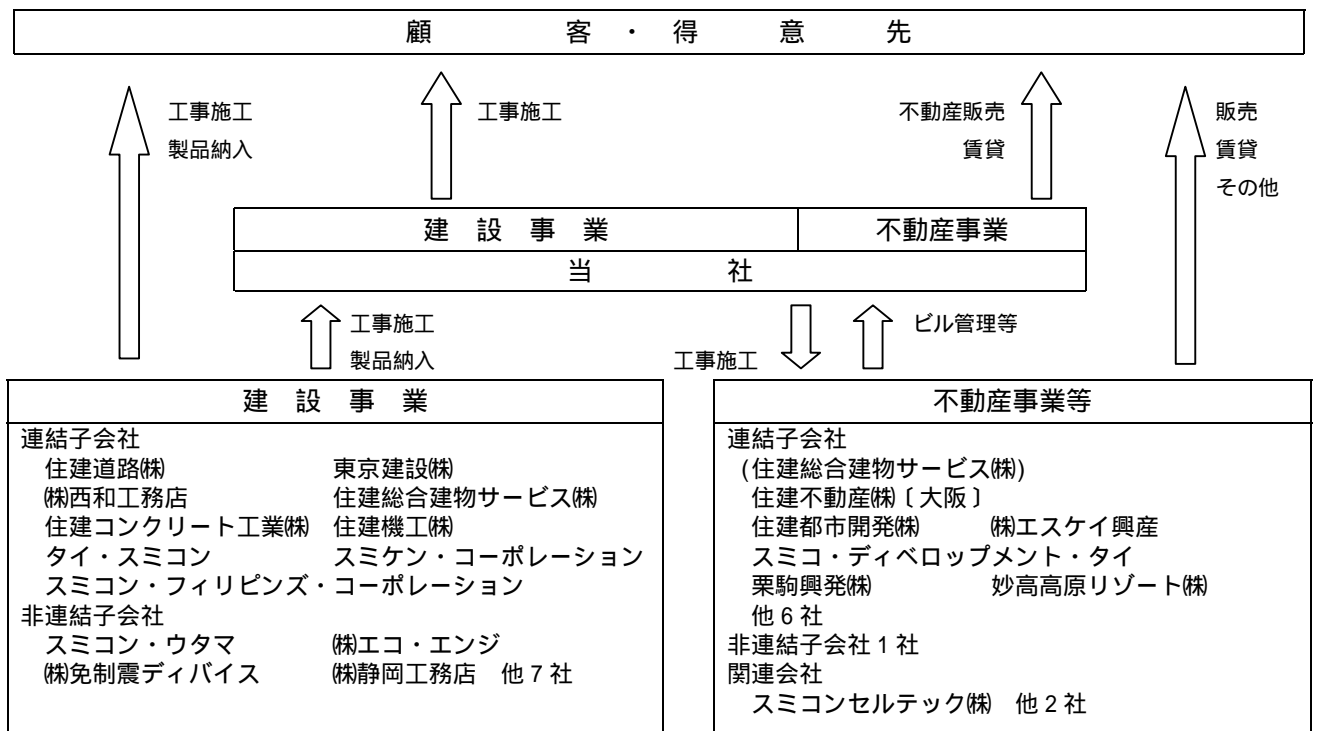 顧客・得意先
工事施工
製品納入
工事施工
不動産販売
賃貸
販売
賃貸
その他
建設事業 不動産事業
当社
工事施工
製品納入
工事施工
ビル管理等
建設事業
連結子会社
住建道路㈱ 東京建設㈱
㈱西和工務店 住建総合建物サービス㈱
住建コンクリート工業㈱ 住建機工㈱
タイ・スミコン スミケン・コーポレーション
スミコン・フィリピンズ・コーポレーション
非連結子会社
スミコン・ウタマ ㈱エコ・エンジ
㈱免制震ディバイス ㈱静岡工務店 他7社
不動産事業等
連結子会社
(住建総合建物サービス㈱)
住建不動産㈱〔大阪〕
住建都市開発㈱ ㈱エスケイ興産
スミコ・ディベロップメント・タイ
栗駒興発㈱ 妙高高原リゾート㈱
他6社
非連結子会社1社
関連会社
スミコンセルテック㈱ 他2社